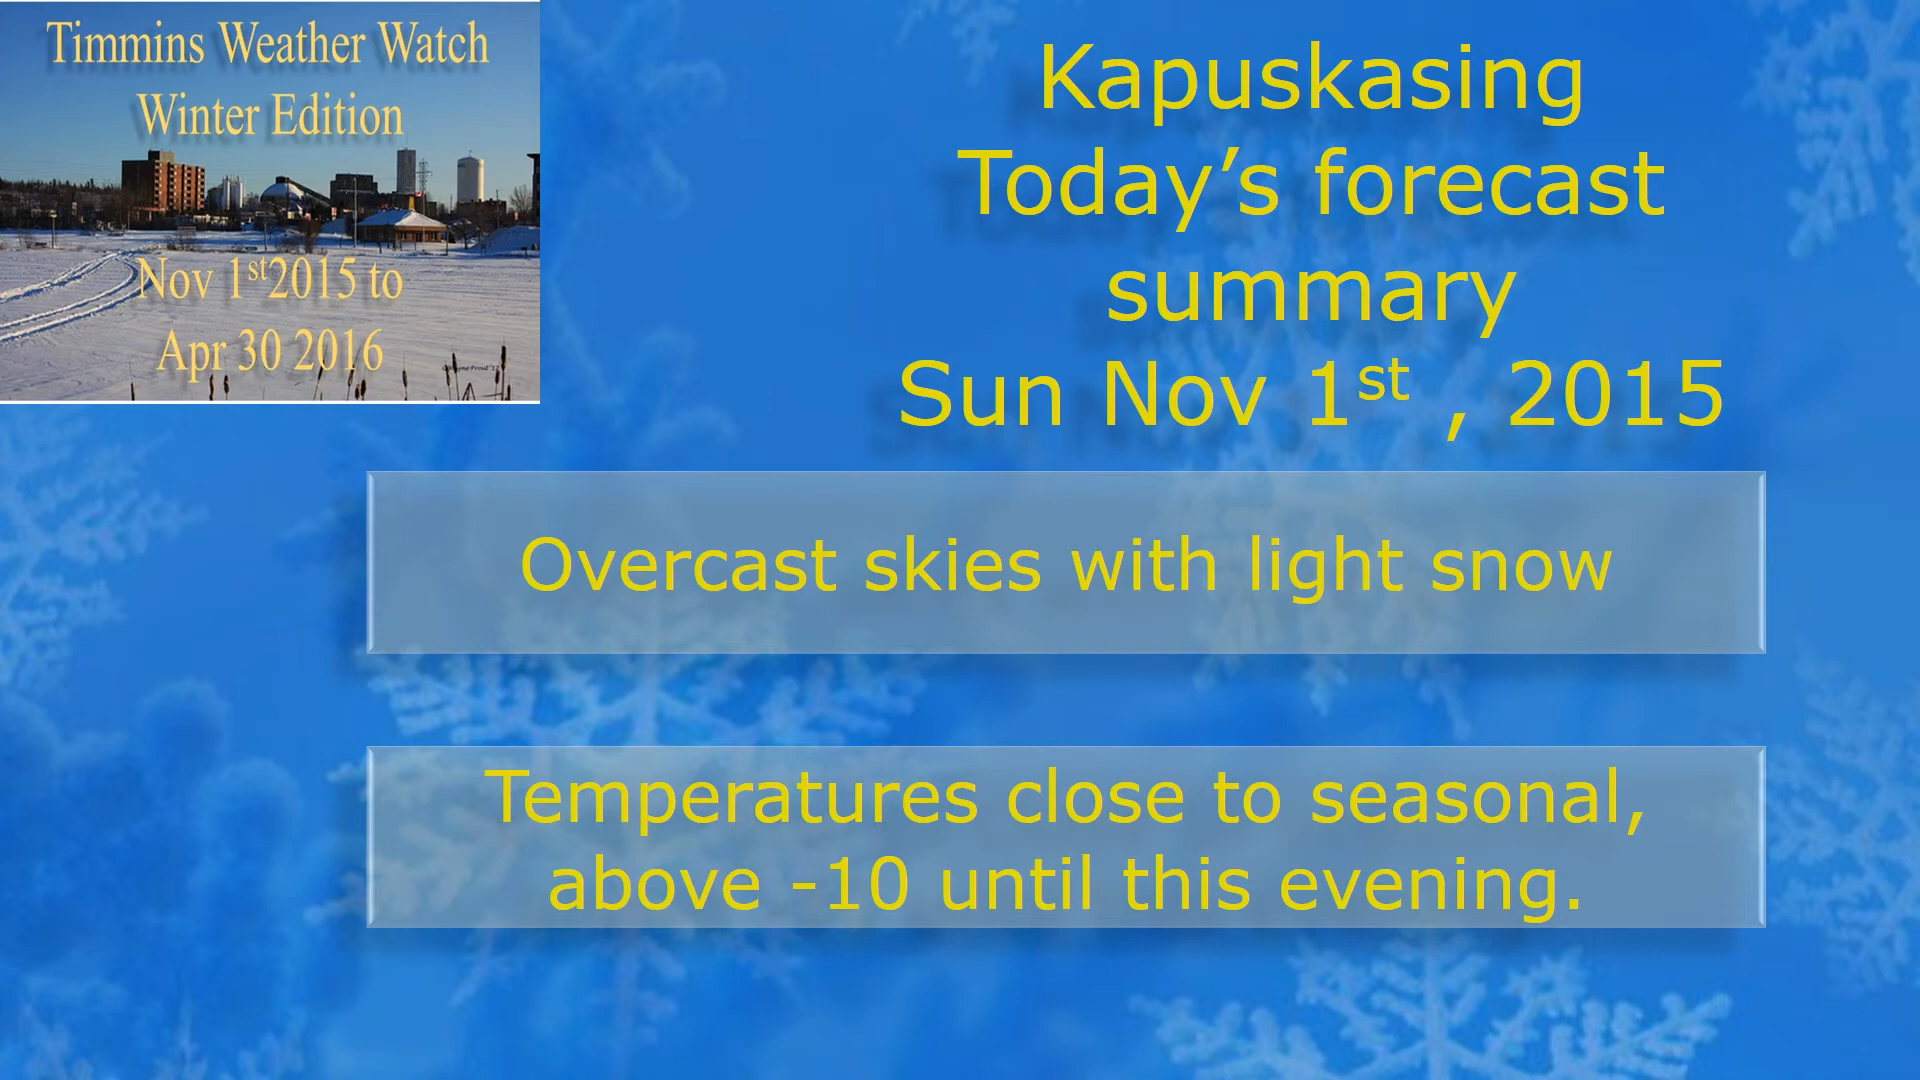 Timmins Weather Watch
Winter Edition
Nov 1st2015 to
Apr 30 2016
Kapuskasing
Today’s forecast
summary
Sun Nov 1st , 2015
Overcast skies with light snow
Temperatures close to seasonal,
above -10 until this evening.